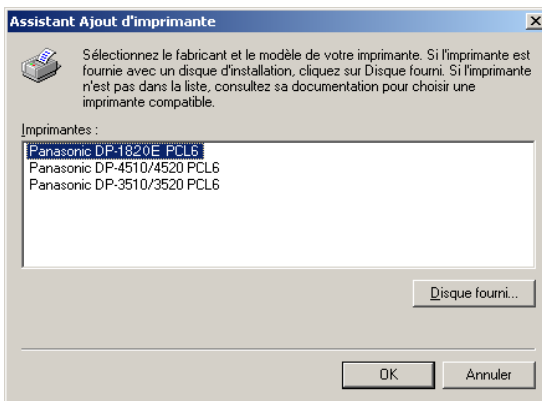 Assistant Ajout d'imprimante
Sélectionnez le fabricant et le modèle de votre imprimante. Si l'imprimante est
fournie avec un disque d'installation, cliquez sur Disque fourni. Si l'imprimante
n'est pas dans la liste, consultez sa documentation pour choisir une
imprimante compatible.
Imprimantes :
Panasonic DP-1820E PCL6
Panasonic DP-4510/4520 PCL6
Panasonic DP-3510/3520 PCL6
Disque fourni...
OK
Annuler